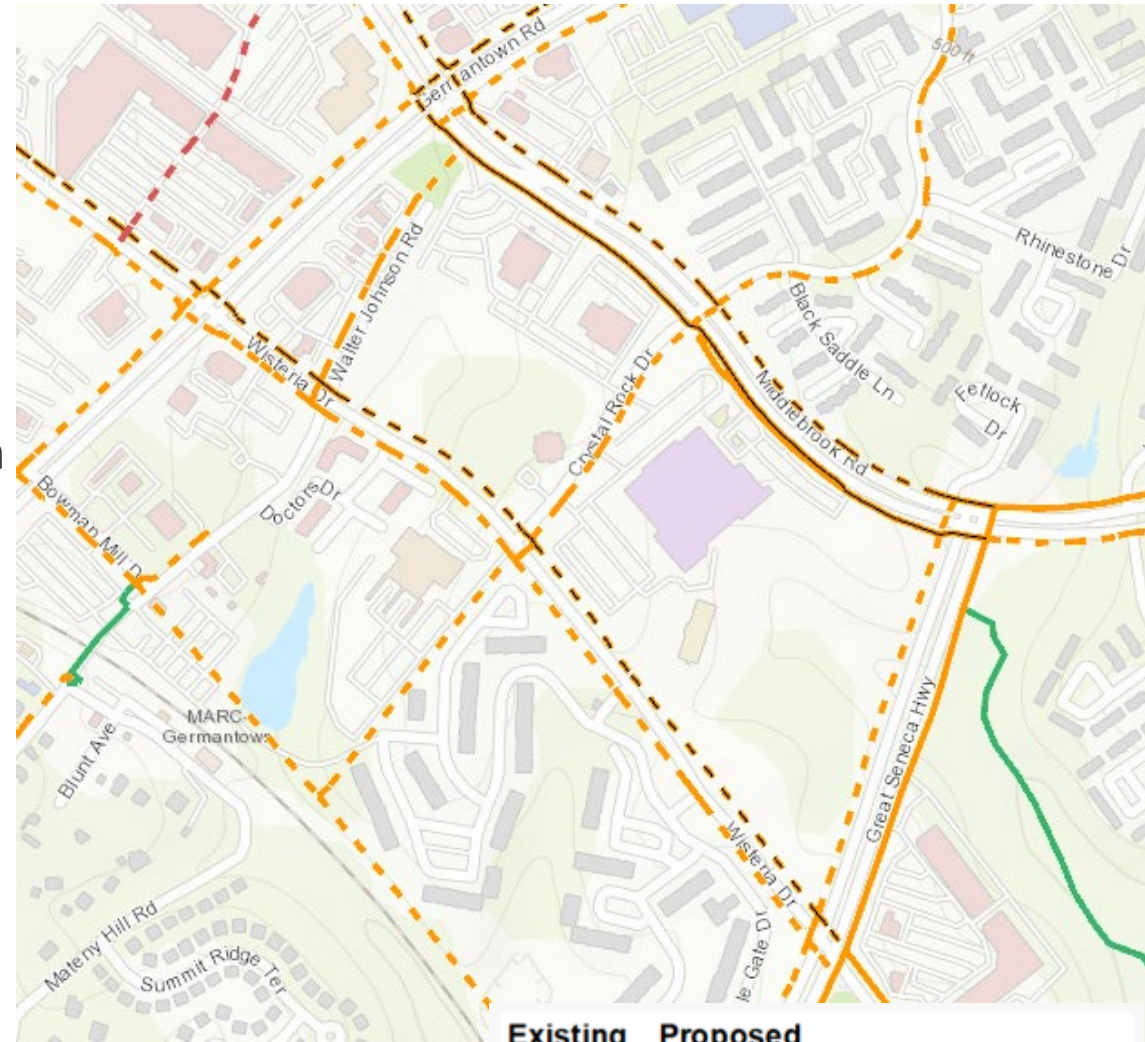 Germantown Rd
500 ft
Rhinestone Dr
Walter Johnson Rd
Black Saddle Ln
Wisteria Dr
Crystal Rock Dr
Middlebrook Rd
Fetlock
Dr
n
Bowman Mill D
Doctors Dr
MARC-
Germantown
Blunt Ave
Great Seneca Hwy
Wisteria Dr
Mateny Hill Rd
Summit Ridge Ter
le Gate Dr
Existing Proposed